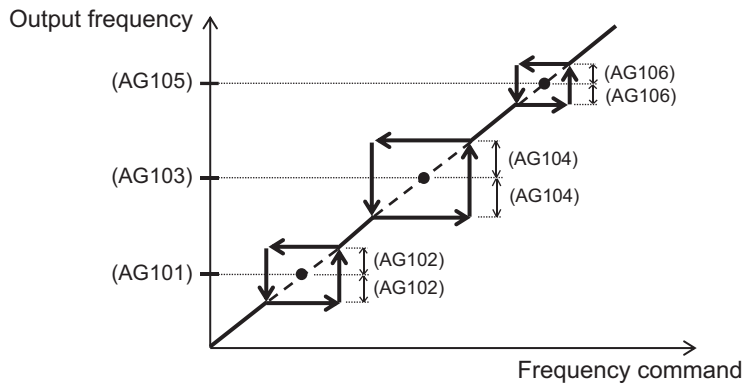 Output frequency
(AG105)
(AG106)
(AG106)
(AG103)
(AG104)
(AG104)
(AG101)
(AG102)
(AG102)
Frequency command